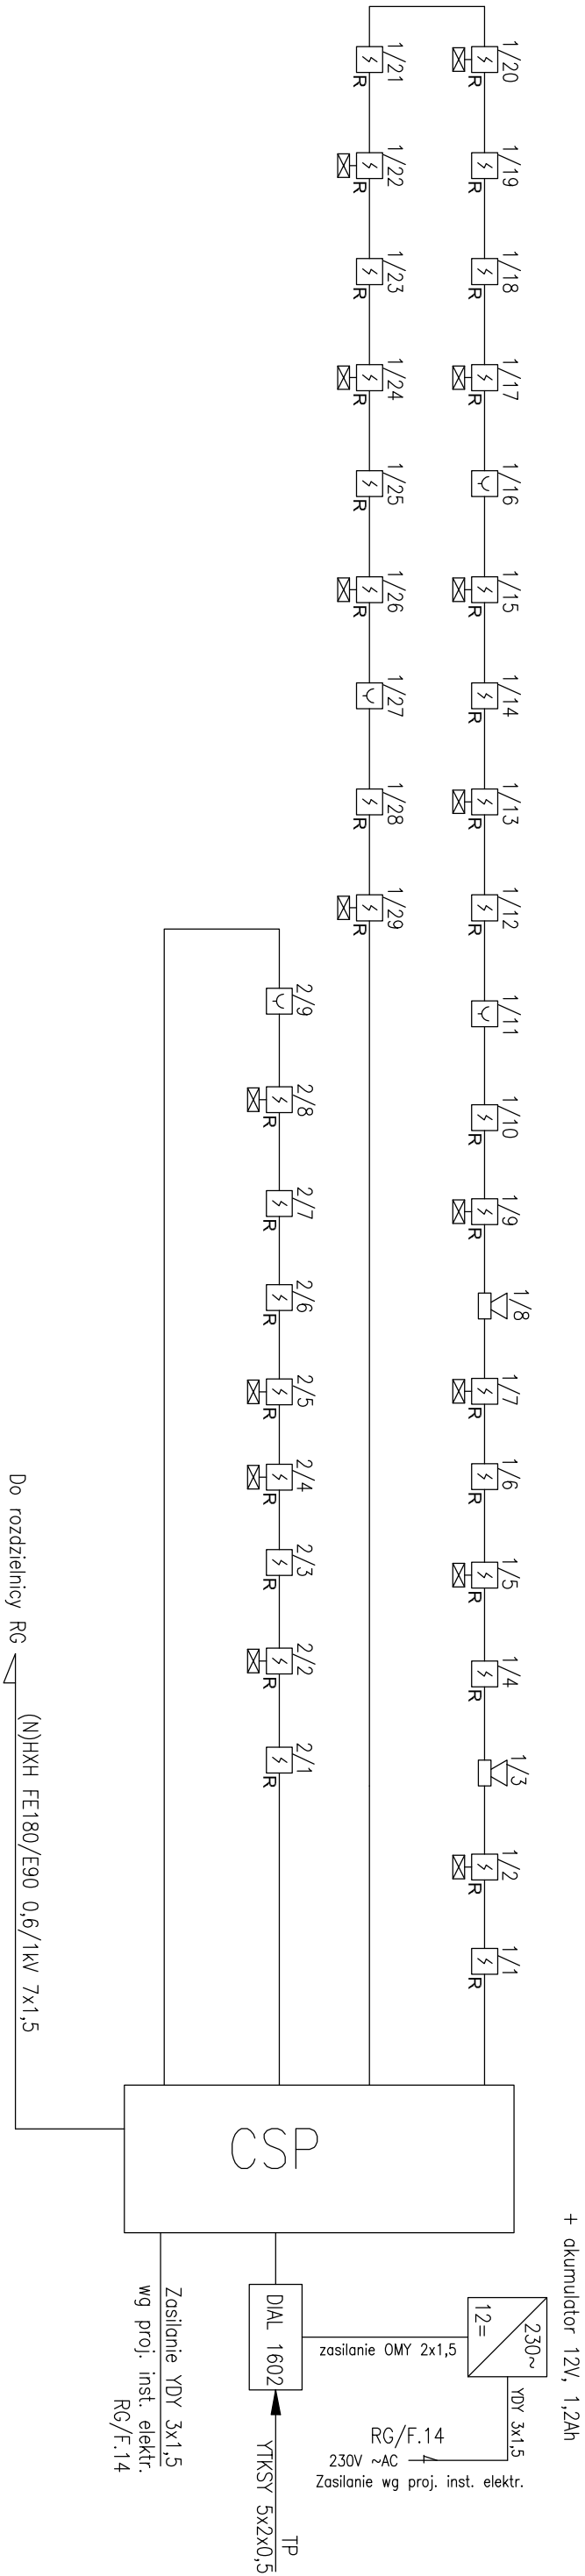 1/20
R
1/19
R
1/18
R
1/17
R
1/16
1/15
R
1/14
R
1/13
R
1/12
R
1/11
1/10
R
1/9
R
1/8
1/7
R
1/6
R
1/5
R
1/4
R
1/3
1/2
R
1/1
R
1/21
R
1/22
R
1/23
R
1/24
R
1/25
R
1/26
R
1/27
1/28
R
1/29
R
2/9
2/8
R
2/7
R
2/6
R
2/5
R
2/4
R
2/3
R
2/2
R
2/1
R
CSP
Do rozdzielnicy RG
(N)HXH FE180/E90 0,6/1kV 7x1,5
Zasilanie YDY 3x1,5
wg proj. inst. elektr.
RG/F.14
DIAL 1602
TP
YTKSY 5x2x0,5
zasilanie OMY 2x1,5
230~
12=
+ akumulator 12V, 1,2Ah
YDY 3x1,5
RG/F.14
230V ~AC
Zasilanie wg proj. inst. elektr.